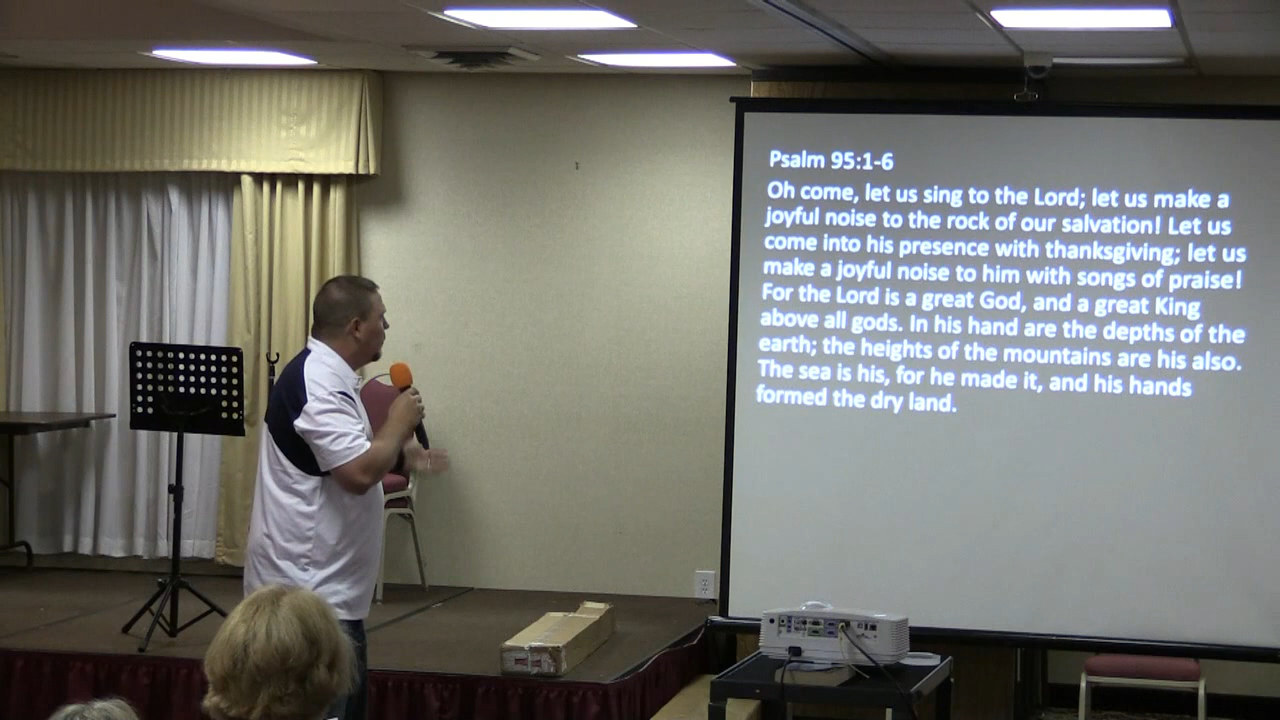 Psalm 95:1-6
Oh come, let us sing to the Lord; let us make a
joyful noise to the rock of our salvation! Let us
come into his presence with thanksgiving; let us
make a joyful noise to him with songs of praise!
For the Lord is a great God, and a great King
above all gods. In his hand are the depths of the
earth; the heights of the mountains are his also.
The sea is his, for he made it, and his hands
formed the dry land.